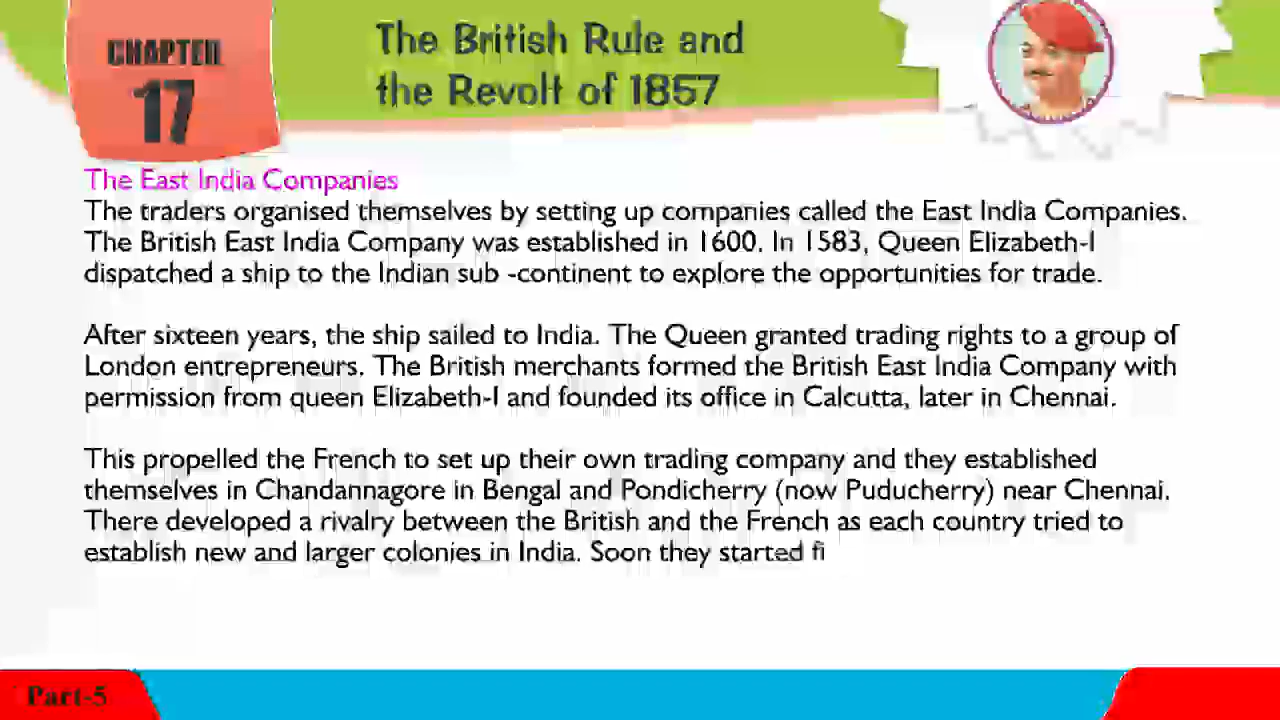 CHAPTER
17
The British Rule and
the Revolt of 1857
The East India Companies
The traders organised themselves by setting up companies called the East India Companies.
The British East India Company was established in 1600. In 1583, Queen Elizabeth-I
dispatched a ship to the Indian sub -continent to explore the opportunities for trade.
After sixteen years, the ship sailed to India. The Queen granted trading rights to a group of
London entrepreneurs. The British merchants formed the British East India Company with
permission from queen Elizabeth-I and founded its office in Calcutta, later in Chennai.
This propelled the French to set up their own trading company and they established
themselves in Chandannagore in Bengal and Pondicherry (now Puducherry) near Chennai.
There developed a rivalry between the British and the French as each country tried to
establish new and larger colonies in India. Soon they started fi
Part-5